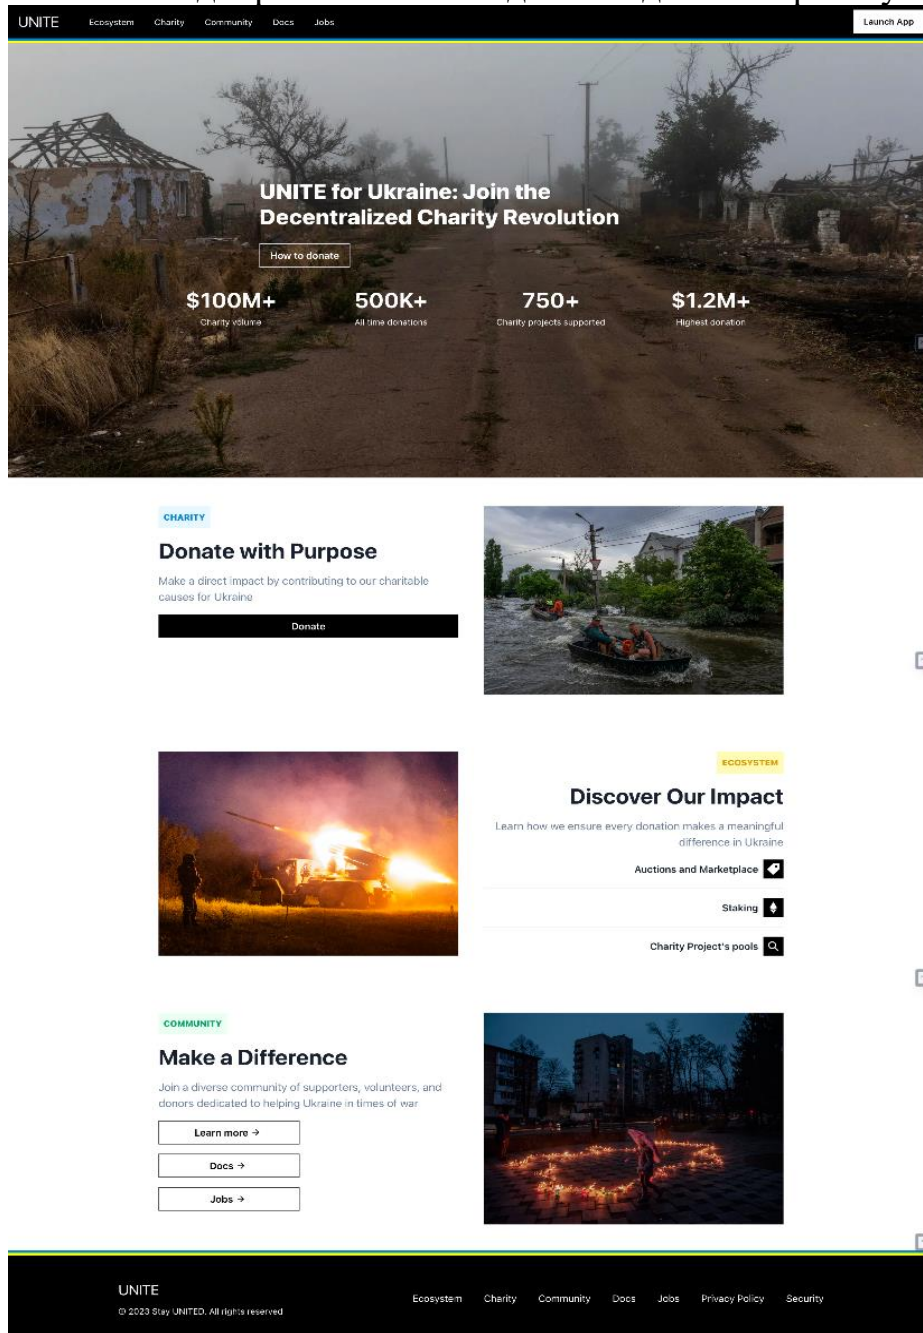 UNITE Ecosystem Charity Community Docs Jobs Launch App
UNITE for Ukraine: Join the
Decentralized Charity Revolution
How to donate
$100M+ 500K+ 750+ $1.2M+
Charity volume All time donations Charity projects supported Highest donation
CHARITY
Donate with Purpose
Make a direct impact by contributing to our charitable
causes for Ukraine
Donate
ECOSYSTEM
Discover Our Impact
Learn how we ensure every donation makes a meaningful
difference in Ukraine
Auctions and Marketplace
Staking
Charity Project's pools
COMMUNITY
Make a Difference
Join a diverse community of supporters, volunteers, and
donors dedicated to helping Ukraine in times of war
Learn more →
Docs →
Jobs →
UNITE
© 2023 Stay UNITED. All rights reserved
Ecosystem Charity Community Docs Jobs Privacy Policy Security